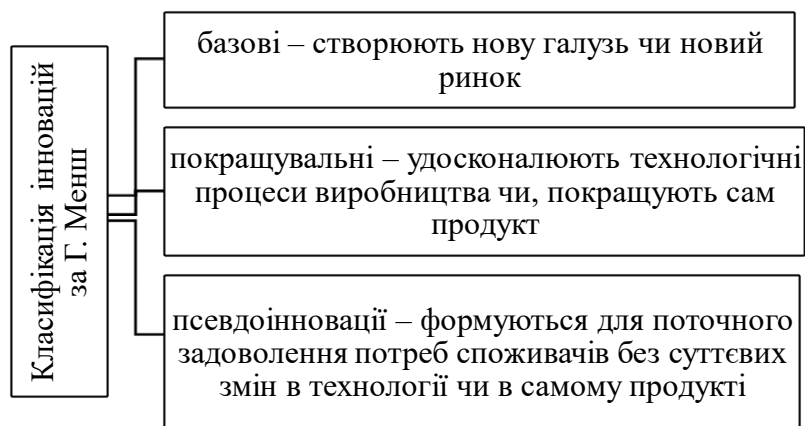 Класифікація інновацій
за Г. Менш
базові – створюють нову галузь чи новий
ринок
покращувальні – удосконалюють технологічні
процеси виробництва чи, покращують сам
продукт
псевдоінновації – формуються для поточного
задоволення потреб споживачів без суттєвих
змін в технології чи в самому продукті